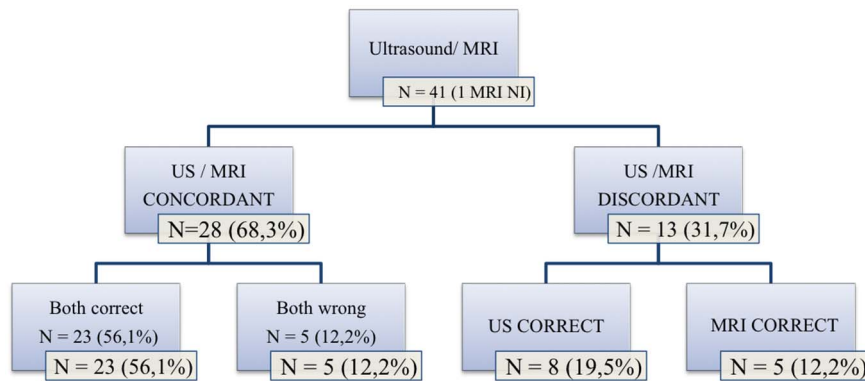 Ultrasound/ MRI
N = 41 (1 MRI NI)
US / MRI
CONCORDANT
N=28 (68,3%)
US /MRI
DISCORDANT
N = 13 (31,7%)
Both correct
N = 23 (56,1%)
N = 23 (56,1%)
Both wrong
N = 5 (12,2%)
N = 5 (12,2%)
US CORRECT
N = 8 (19,5%)
MRI CORRECT
N = 5 (12,2%)